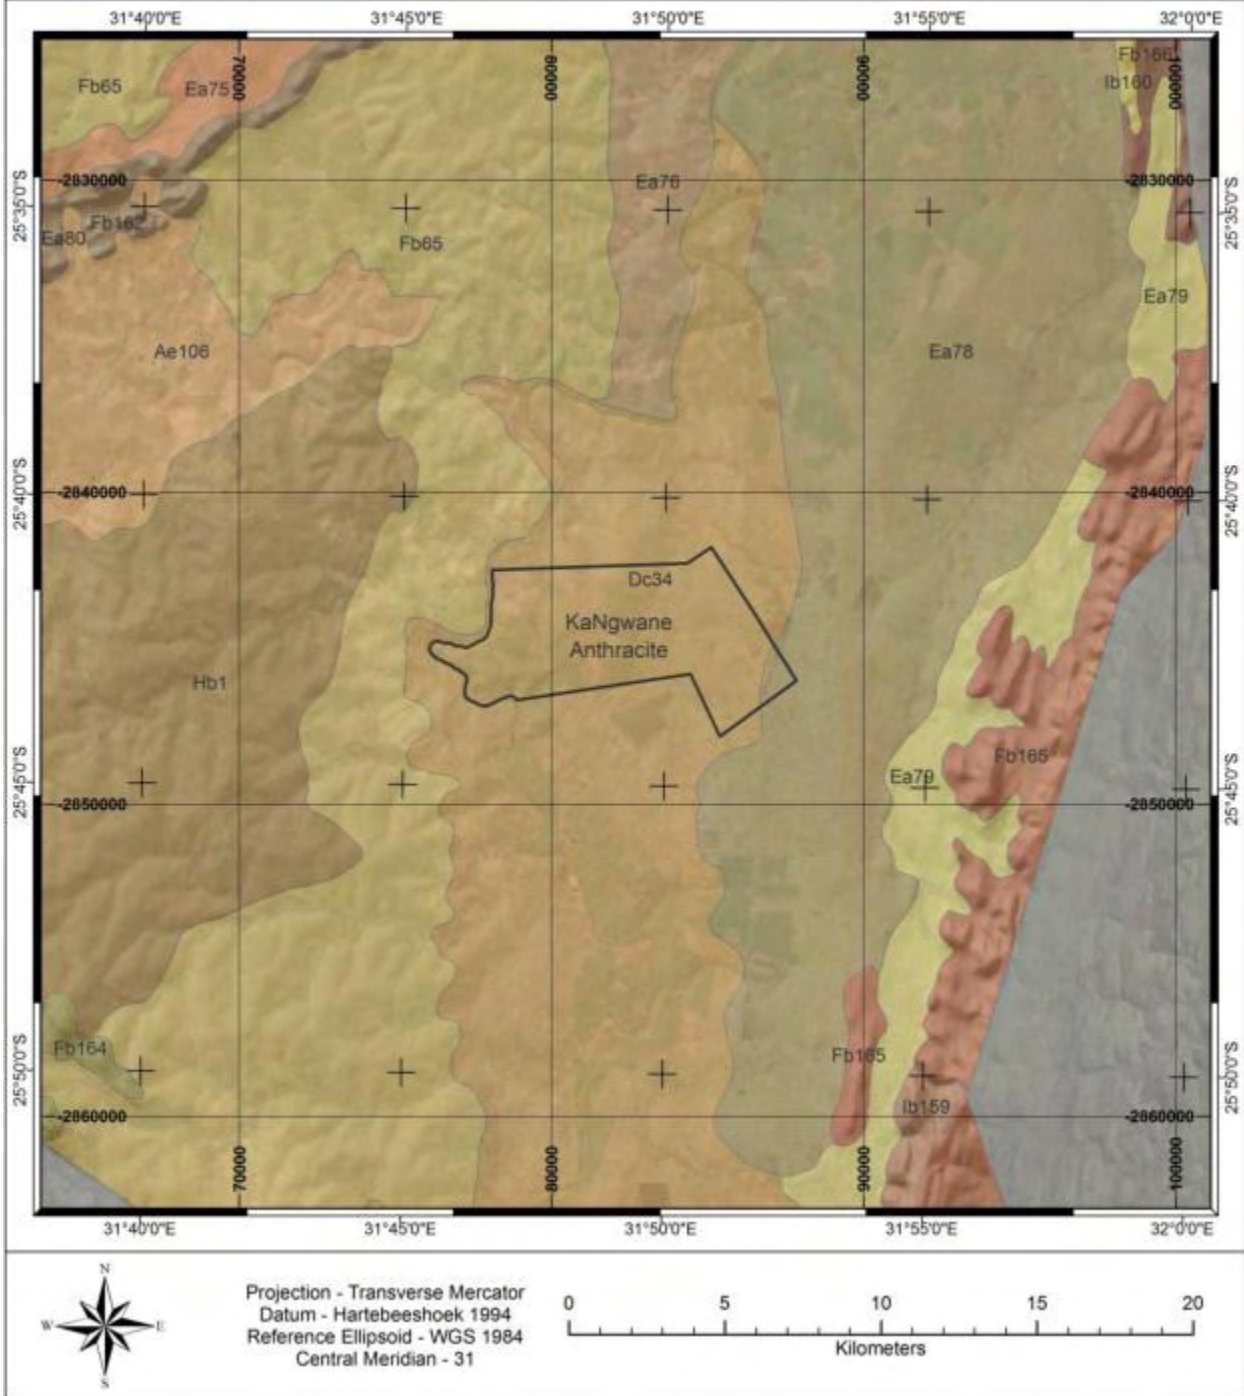 31°40'0"E 31°45'0"E 31°50'0"E 31°55'0"E 32°0'0"E
70000 80000 90000 100000
Fb166
Fb65 Ea75 Ib160
-2830000 -2830000
Ea76
25°35'0"S 25°35'0"S
Fb162
Ea80 Fb65
Ea79
Ae106 Ea78
-2840000 -2840000
25°40'0"S 25°40'0"S
Dc34
KaNgwane
Anthracite
Hb1
Fb165
Ea79
25°45'0"S 25°45'0"S
-2850000 -2850000
Fb164 Fb165
25°50'0"S 25°50'0"S
Ib159
-2860000 -2860000
70000 80000 90000 100000
31°40'0"E 31°45'0"E 31°50'0"E 31°55'0"E 32°0'0"E
N
W E
S
Projection - Transverse Mercator
Datum - Hartebeeshoek 1994
Reference Ellipsoid - WGS 1984
Central Meridian - 31
0 5 10 15 20
Kilometers